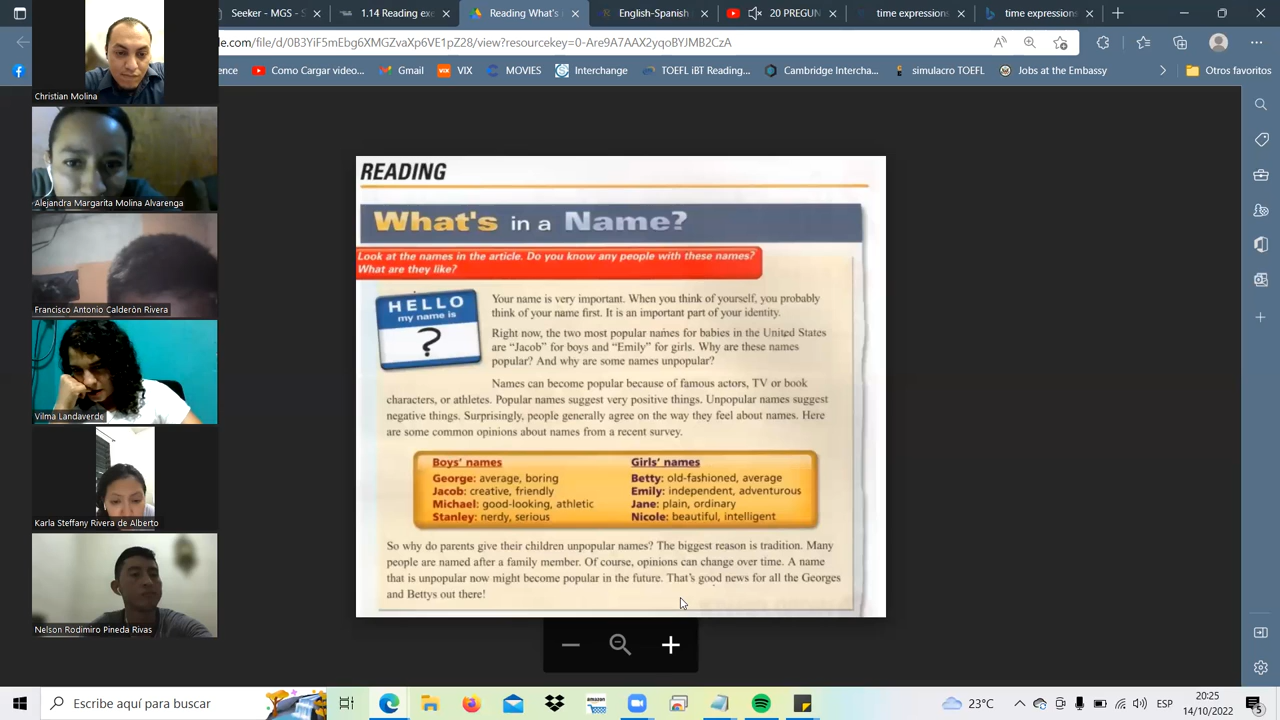 Seeker - MGS - S
1.14 Reading ex
Reading What's
English-Spanish
20 PREGUN
time expressions
time expressions
le.com/file/d/0B3YiF5mEbg6XMGZvaXp6VE1pZ28/view?resourcekey=0-Are9A7AAX2yqoBYJMB2CzA
ence
Como Cargar video...
Gmail
VIX
MOVIES
Interchange
TOEFL iBT Reading...
Cambridge Intercha...
simulacro TOEFL
Jobs at the Embassy
Otros favoritos
Christian Molina
Alejandra Margarita Molina Alvarenga
Francisco Antonio Calderòn Rivera
Vilma Landaverde
Karla Steffany Rivera de Alberto
Nelson Rodimiro Pineda Rivas
READING
What's in a Name?
Look at the names in the article. Do you know any people with these names?
What are they like?
HELLO
my name is
?
Your name is very important. When you think of yourself, you probably
think of your name first. It is an important part of your identity.
Right now, the two most popular names for babies in the United States
are “Jacob” for boys and “Emily” for girls. Why are these names
popular? And why are some names unpopular?
Names can become popular because of famous actors, TV or book
characters, or athletes. Popular names suggest very positive things. Unpopular names suggest
negative things. Surprisingly, people generally agree on the way they feel about names. Here
are some common opinions about names from a recent survey.
Boys' names
George: average, boring
Jacob: creative, friendly
Michael: good-looking, athletic
Stanley: nerdy, serious
Girls' names
Betty: old-fashioned, average
Emily: independent, adventurous
Jane: plain, ordinary
Nicole: beautiful, intelligent
So why do parents give their children unpopular names? The biggest reason is tradition. Many
people are named after a family member. Of course, opinions can change over time. A name
that is unpopular now might become popular in the future. That's good news for all the Georges
and Bettys out there!
Escribe aquí para buscar
amazon
23°C
ESP
20:25
14/10/2022
5